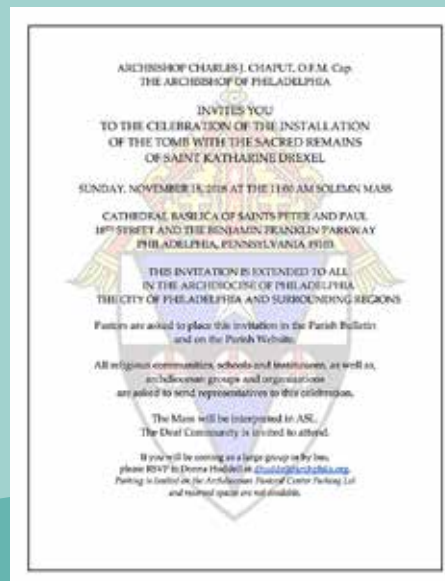 ARCHBISHOP CHARLES J. CHAPUT, O.F.M. Cap.
THE ARCHBISHOP OF PHILADELPHIA
INVITES YOU
TO THE CELEBRATION OF THE INSTALLATION
OF THE TOMB WITH THE SACRED REMAINS
OF SAINT KATHARINE DREXEL
SUNDAY, NOVEMBER 18, 2018 AT THE 11:00 AM SOLEMN MASS
CATHEDRAL BASILICA OF SAINTS PETER AND PAUL
18TH STREET AND THE BENJAMIN FRANKLIN PARKWAY
PHILADELPHIA, PENNSYLVANIA 19103
THIS INVITATION IS EXTENDED TO ALL
IN THE ARCHDIOCESE OF PHILADELPHIA
THE CITY OF PHILADELPHIA AND SURROUNDING REGIONS
Pastors are asked to place this invitation in the Parish Bulletin
and on the Parish Website.
All religious communities, schools and institutions, as well as,
archdiocesan groups and organizations
are asked to send representatives to this celebration.
The Mass will be interpreted in ASL.
The Deaf Community is invited to attend.
If you will be coming as a large group or by bus,
please RSVP to Donna
Parking is limited on the Archdiocesan Pastoral Center Parking Lot
and reserved spaces are not available.